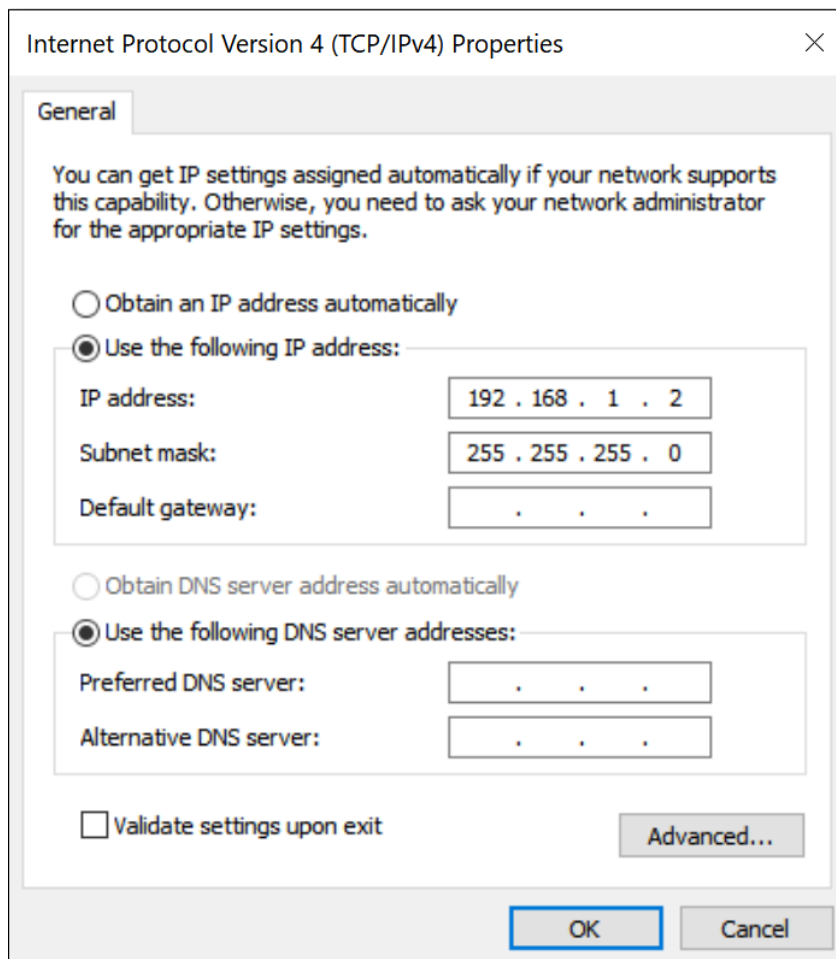 Internet Protocol Version 4 (TCP/IPv4) Properties
General
You can get IP settings assigned automatically if your network supports
this capability. Otherwise, you need to ask your network administrator
for the appropriate IP settings.
Obtain an IP address automatically
Use the following IP address:
IP address: 192 . 168 . 1 . 2
Subnet mask: 255 . 255 . 255 . 0
Default gateway: . . .
Obtain DNS server address automatically
Use the following DNS server addresses:
Preferred DNS server: . . .
Alternative DNS server: . . .
Validate settings upon exit
Advanced...
OK Cancel